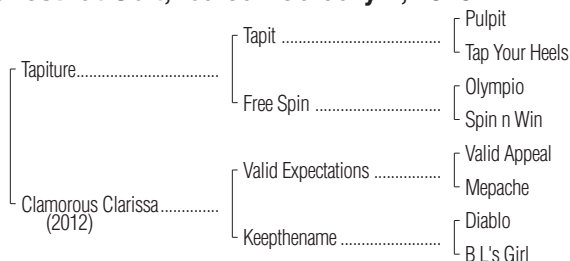 Pulpit
Tapit
Tap Your Heels
Tapiture
Olympio
Free Spin
Spin n Win
Valid Appeal
Valid Expectations
Mepache
Clamorous Clarissa
(2012)
Diablo
Keepthename
B L's Girl